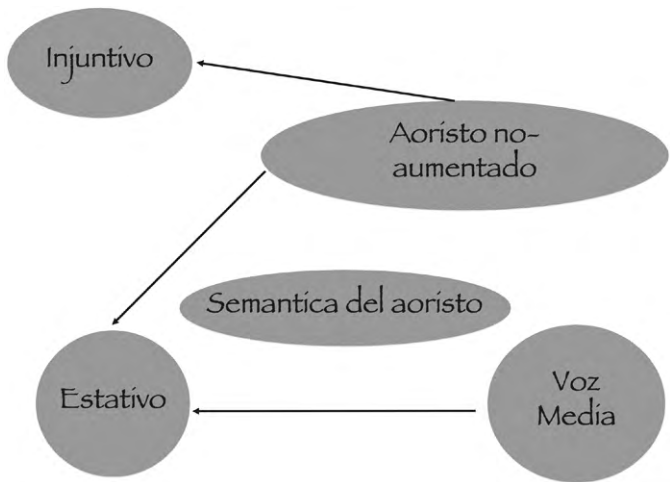 Injuntivo
Aoristo no-
aumentado
Semantica del aoristo
Estativo
Voz
Media